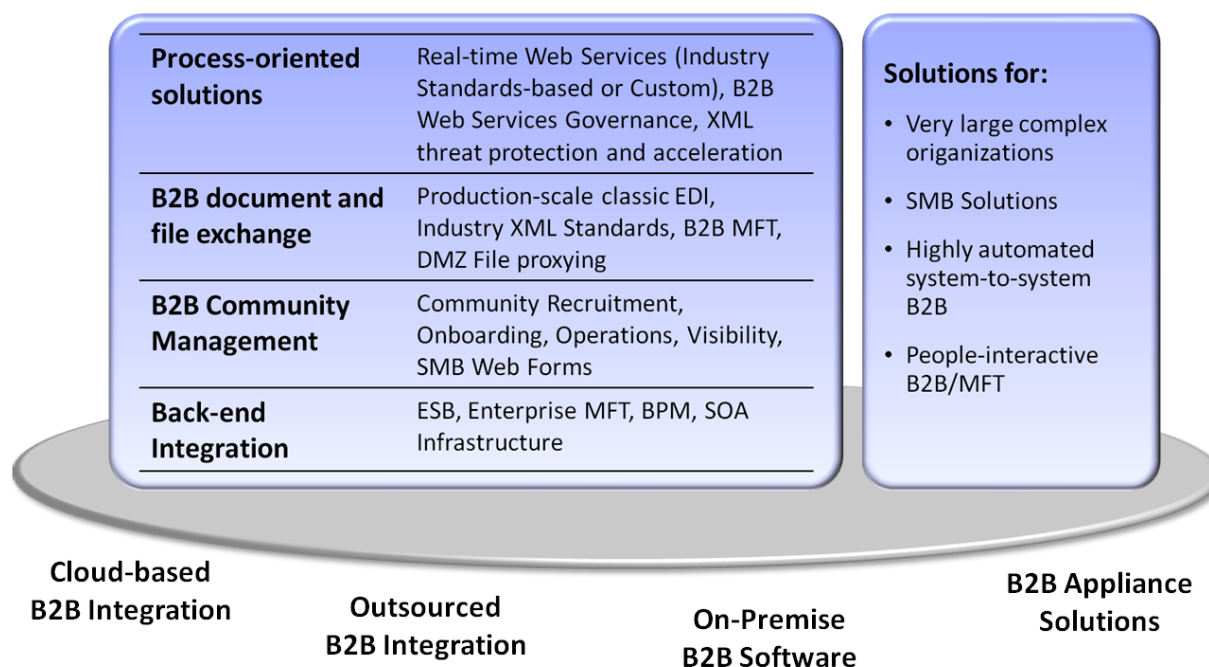 Process-oriented
solutions
Real-time Web Services (Industry
Standards-based or Custom), B2B
Web Services Governance, XML
threat protection and acceleration
B2B document and
file exchange
Production-scale classic EDI,
Industry XML Standards, B2B MFT,
DMZ File proxying
B2B Community
Management
Community Recruitment,
Onboarding, Operations, Visibility,
SMB Web Forms
Back-end
Integration
ESB, Enterprise MFT, BPM, SOA
Infrastructure
Solutions for:
• Very large complex
origanizations
• SMB Solutions
• Highly automated
system-to-system
B2B
• People-interactive
B2B/MFT
Cloud-based
B2B Integration
Outsourced
B2B Integration
On-Premise
B2B Software
B2B Appliance
Solutions